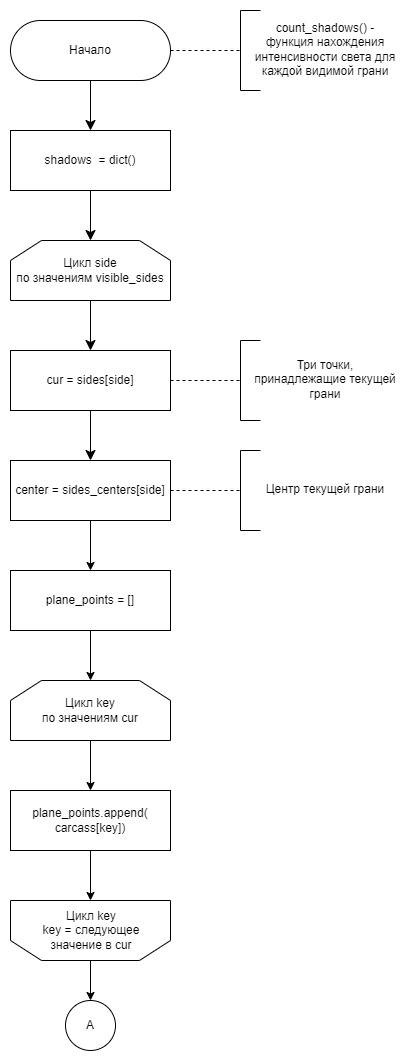 Начало
count_shadows() -
функция нахождения
интенсивности света для
каждой видимой грани
shadows = dict()
Цикл side
по значениям visible_sides
cur = sides[side]
Три точки,
принадлежащие текущей
грани
center = sides_centers[side]
Центр текущей грани
plane_points = []
Цикл key
по значениям cur
plane_points.append(
carcass[key])
Цикл key
key = следующее
значение в cur
А